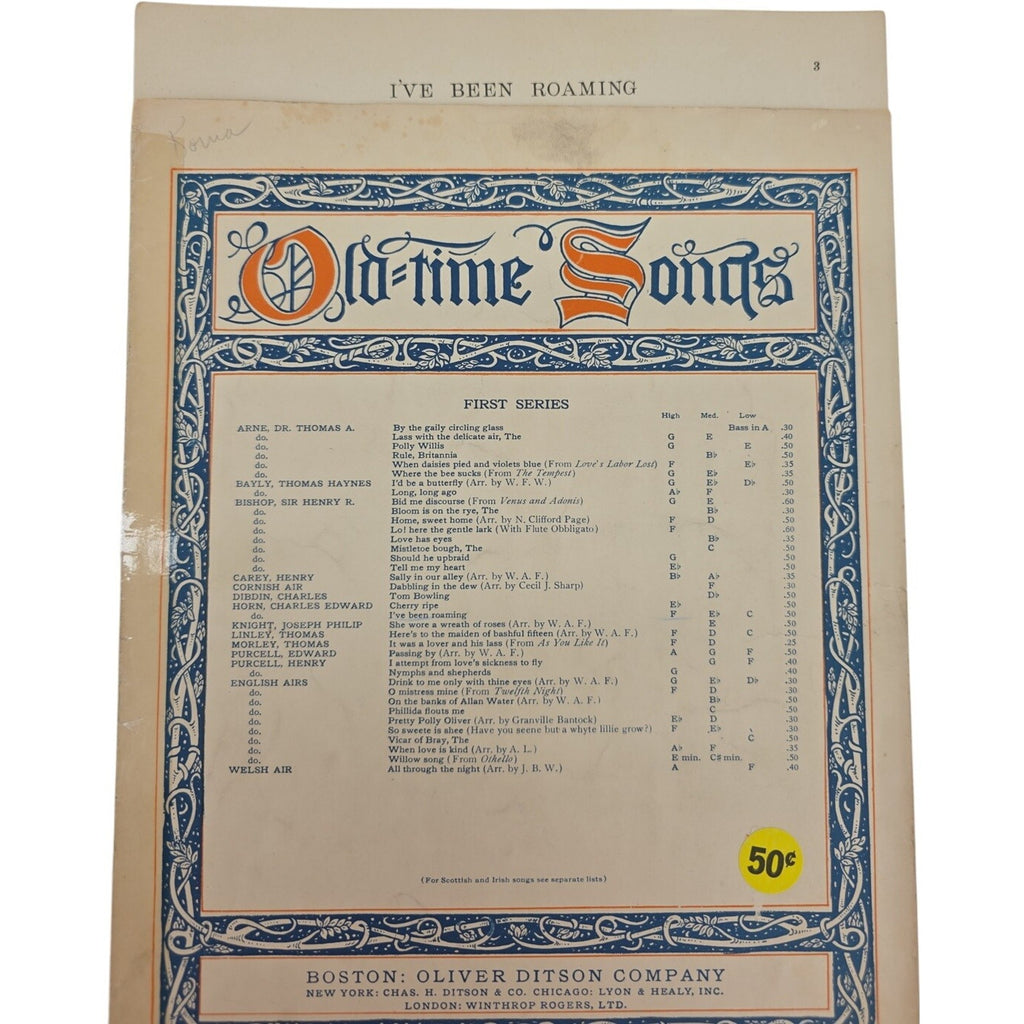 3
I'VE BEEN ROAMING
Old-time Songs
FIRST SERIES
High Med. Low
ARNE, DR. THOMAS A. By the gaily circling glass Bass in A .30
do. Lass with the delicate air, The G E .40
do. Polly Willis G E .50
do. Rule, Britannia B♭ .50
do. When daisies pied and violets blue (From Love's Labor Lost) F E♭ .35
do. Where the bee sucks (From The Tempest) G E♭ .35
BAYLY, THOMAS HAYNES I'd be a butterfly (Arr. by W. F. W.) G E♭ D♭ .50
do. Long, long ago A♭ F .30
BISHOP, SIR HENRY R. Bid me discourse (From Venus and Adonis) G E .60
do. Bloom is on the rye, The B♭ .30
do. Home, sweet home (Arr. by N. Clifford Page) F D .50
do. Lo! here the gentle lark (With Flute Obbligato) F .60
do. Love has eyes B♭ .35
do. Mistletoe bough, The C .50
do. Should he upbraid G .50
do. Tell me my heart E♭ .50
CAREY, HENRY Sally in our alley (Arr. by W. A. F.) B♭ A♭ .35
CORNISH AIR Dabbling in the dew (Arr. by Cecil J. Sharp) F .30
DIBDIN, CHARLES Tom Bowling D♭ .50
HORN, CHARLES EDWARD Cherry ripe E♭ .50
do. I've been roaming F E♭ C .50
KNIGHT, JOSEPH PHILIP She wore a wreath of roses (Arr. by W. A. F.) E .50
LINLEY, THOMAS Here's to the maiden of bashful fifteen (Arr. by W. A. F.) F D C .50
MORLEY, THOMAS It was a lover and his lass (From As You Like It) F D .25
PURCELL, EDWARD Passing by (Arr. by W. A. F.) A G F .50
PURCELL, HENRY I attempt from love's sickness to fly G F .40
do. Nymphs and shepherds G .40
ENGLISH AIRS Drink to me only with thine eyes (Arr. by W. A. F.) G E♭ D♭ .30
do. O mistress mine (From Twelfth Night) F D .30
do. On the banks of Allan Water (Arr. by W. A. F.) B♭ .50
do. Phillida flouts me C .50
do. Pretty Polly Oliver (Arr. by Granville Bantock) E♭ D .30
do. So sweete is shee (Have you seene but a whyte lillie grow?) F E♭ .30
do. Vicar of Bray, The C .50
do. When love is kind (Arr. by A. L.) A♭ F .35
do. Willow song (From Othello) E min. C♯ min. .50
WELSH AIR All through the night (Arr. by J. B. W.) A F .40
50¢
(For Scottish and Irish songs see separate lists)
BOSTON: OLIVER DITSON COMPANY
NEW YORK: CHAS. H. DITSON & CO. CHICAGO: LYON & HEALY, INC.
LONDON: WINTHROP ROGERS, LTD.